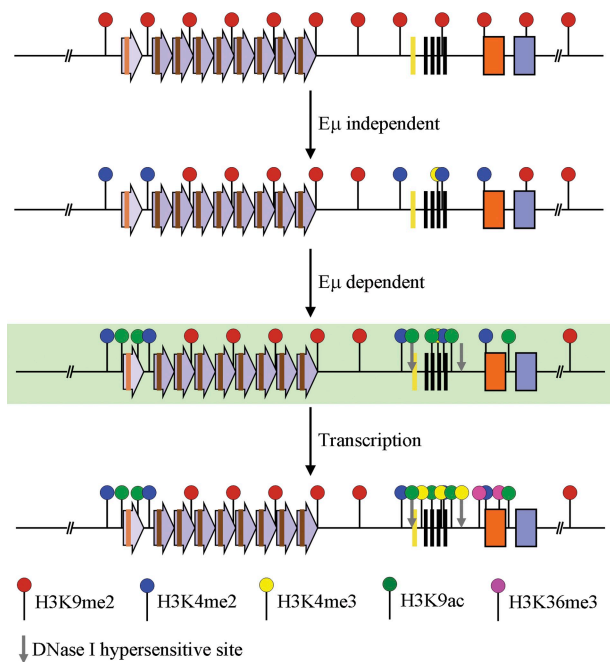 Eμ independent
Eμ dependent
Transcription
H3K9me2 H3K4me2 H3K4me3 H3K9ac H3K36me3
DNase I hypersensitive site